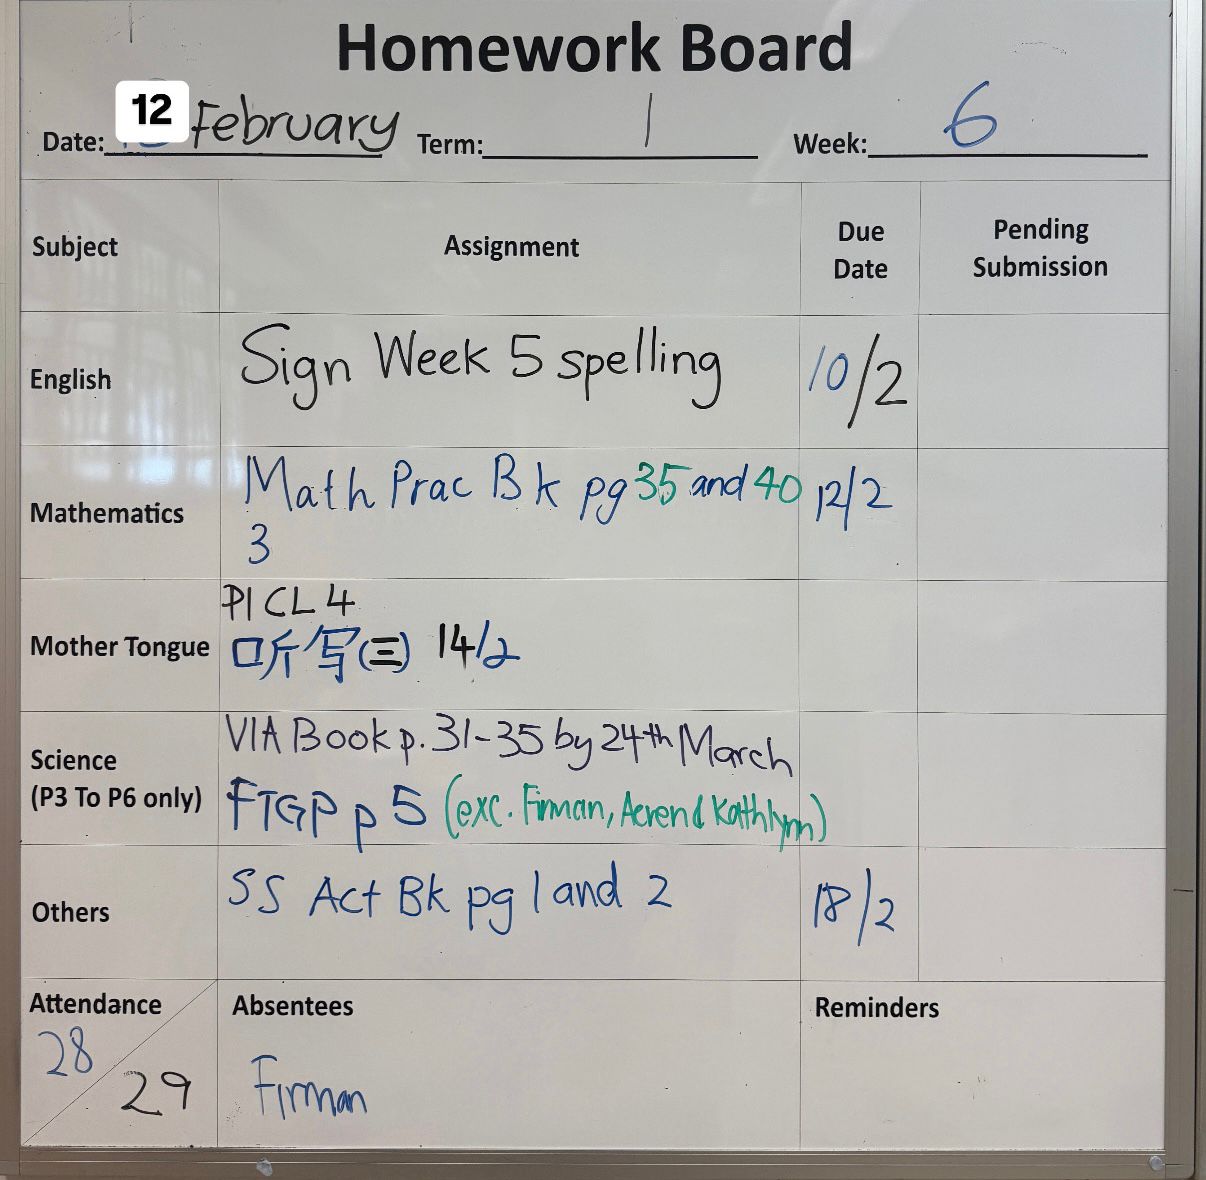 Homework Board
Date: 12 February Term: 1 Week: 6
Subject Assignment Due Date Pending Submission
English Sign Week 5 spelling 10/2
Mathematics Math Prac Bk pg 35 and 40 12/2
3
Mother Tongue PI CL 4
听写(三) 14/2
Science (P3 To P6 only) VIA Book p. 31-35 by 24th March
FTGP p 5 (exc. Firman, Aeren & Kathlynn)
Others SS Act Bk pg 1 and 2 18/2
Attendance Absentees Reminders
28
29 Firman